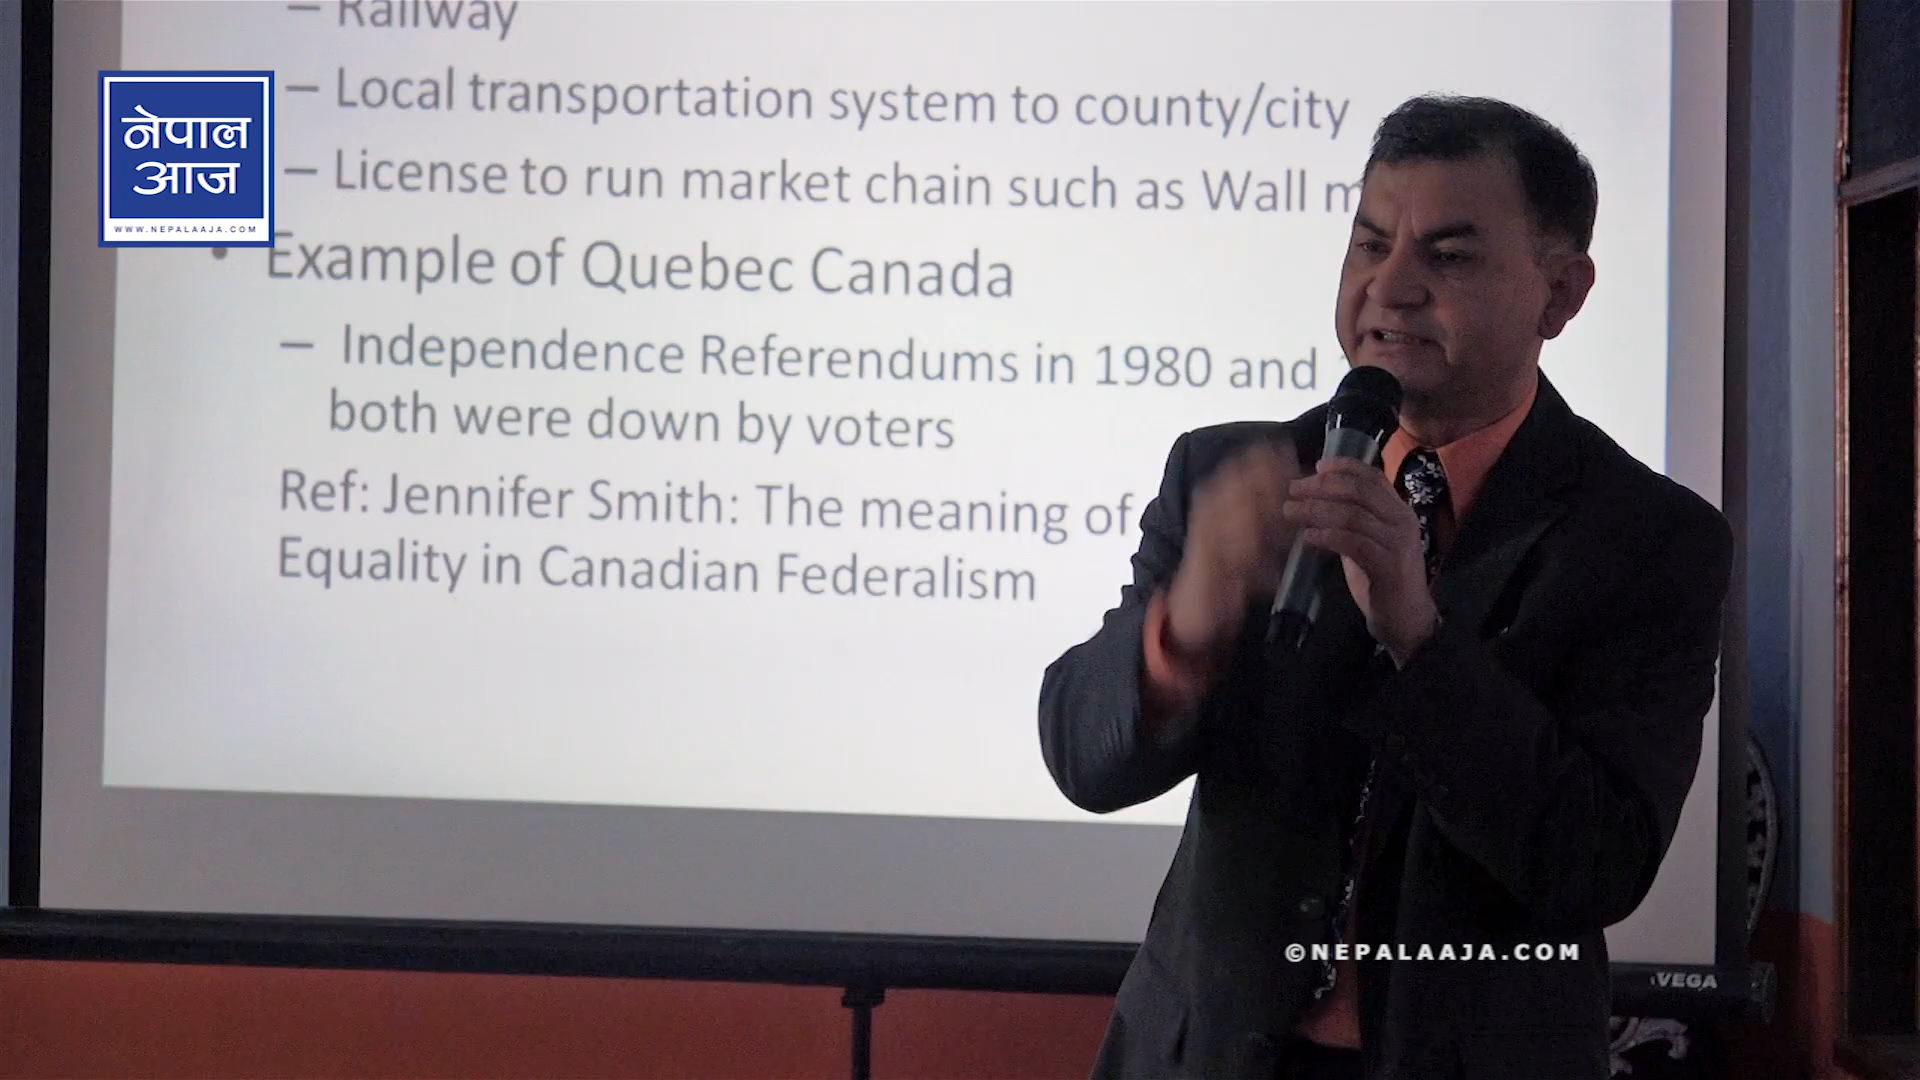 – Railway
– Local transportation system to county/city
नेपाल
आज
WWW.NEPALAAJA.COM
– License to run market chain such as Wall
• Example of Quebec Canada
– Independence Referendums in 1980 and
both were down by voters
Ref: Jennifer Smith: The meaning of
Equality in Canadian Federalism
©NEPALAAJA.COM
VEGA